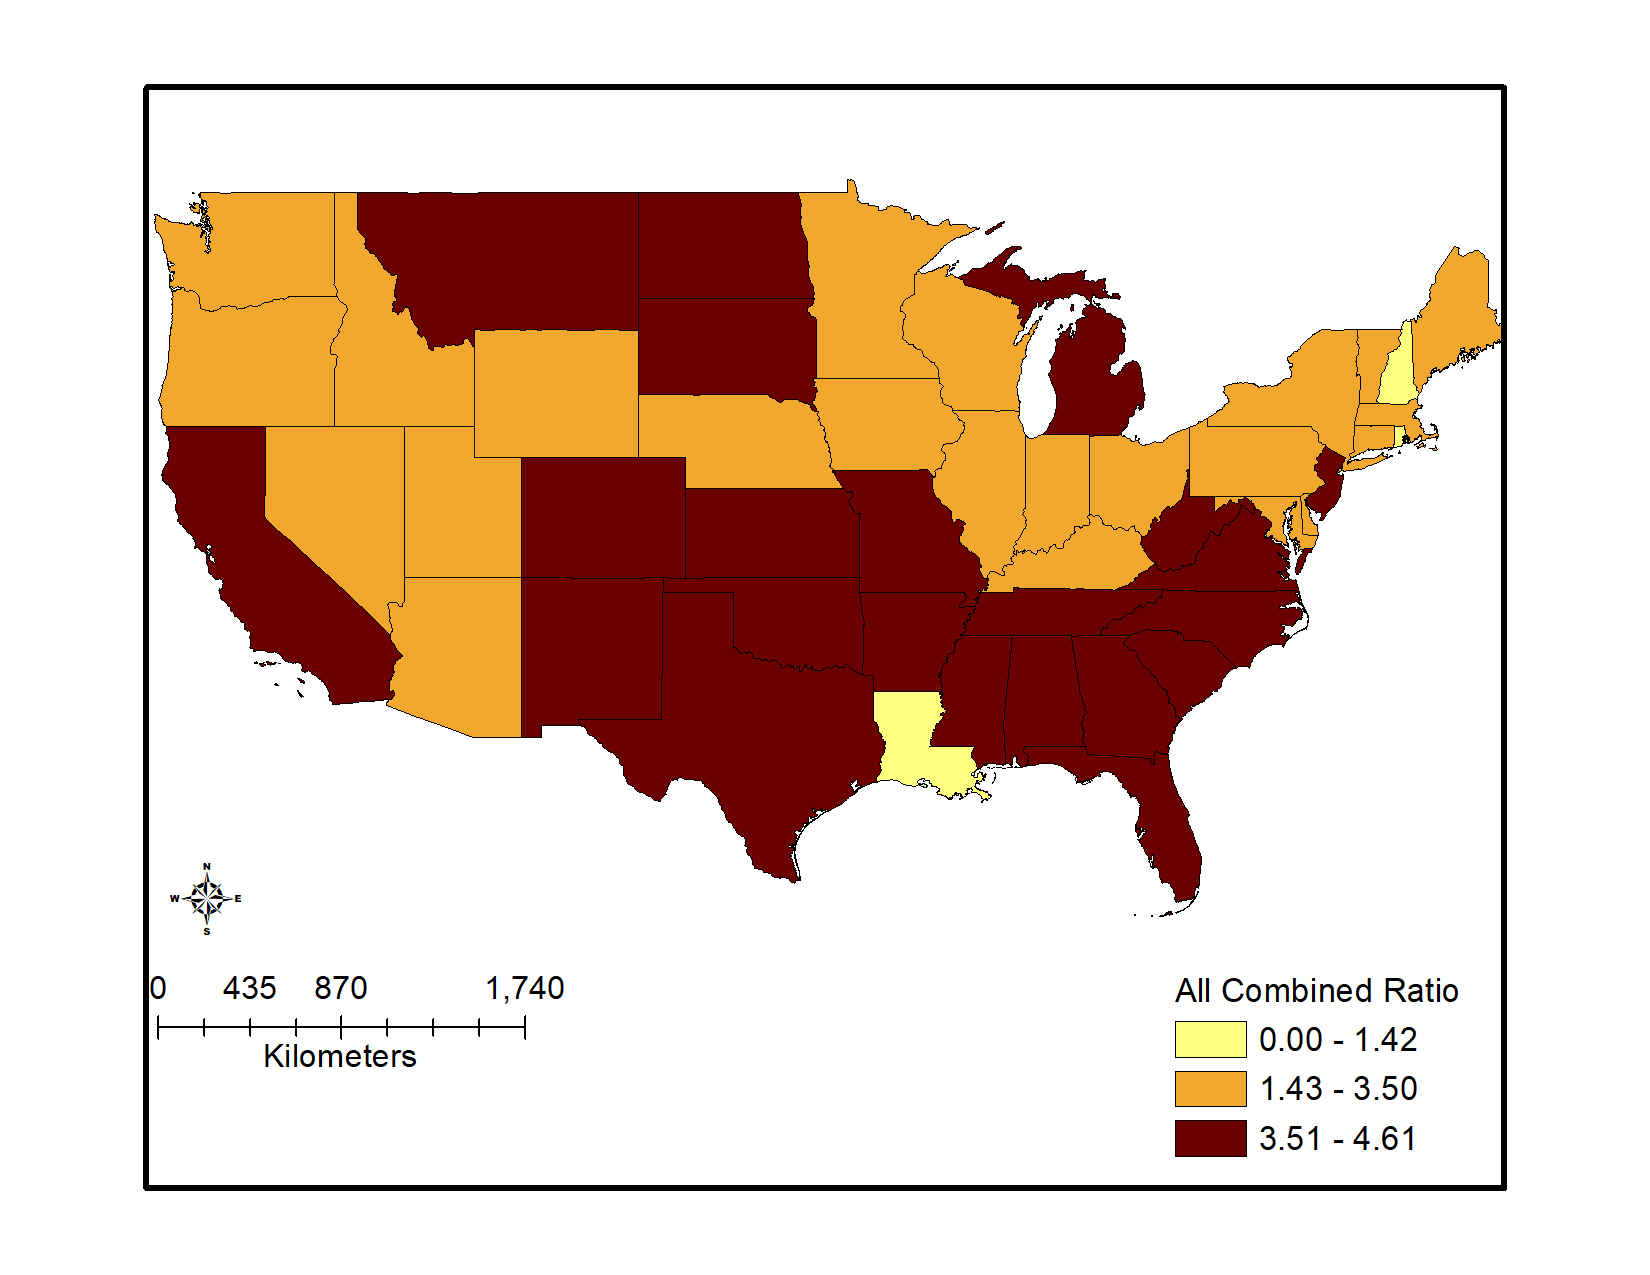 N
W E
S
0 435 870 1,740
Kilometers
All Combined Ratio
0.00 - 1.42
1.43 - 3.50
3.51 - 4.61